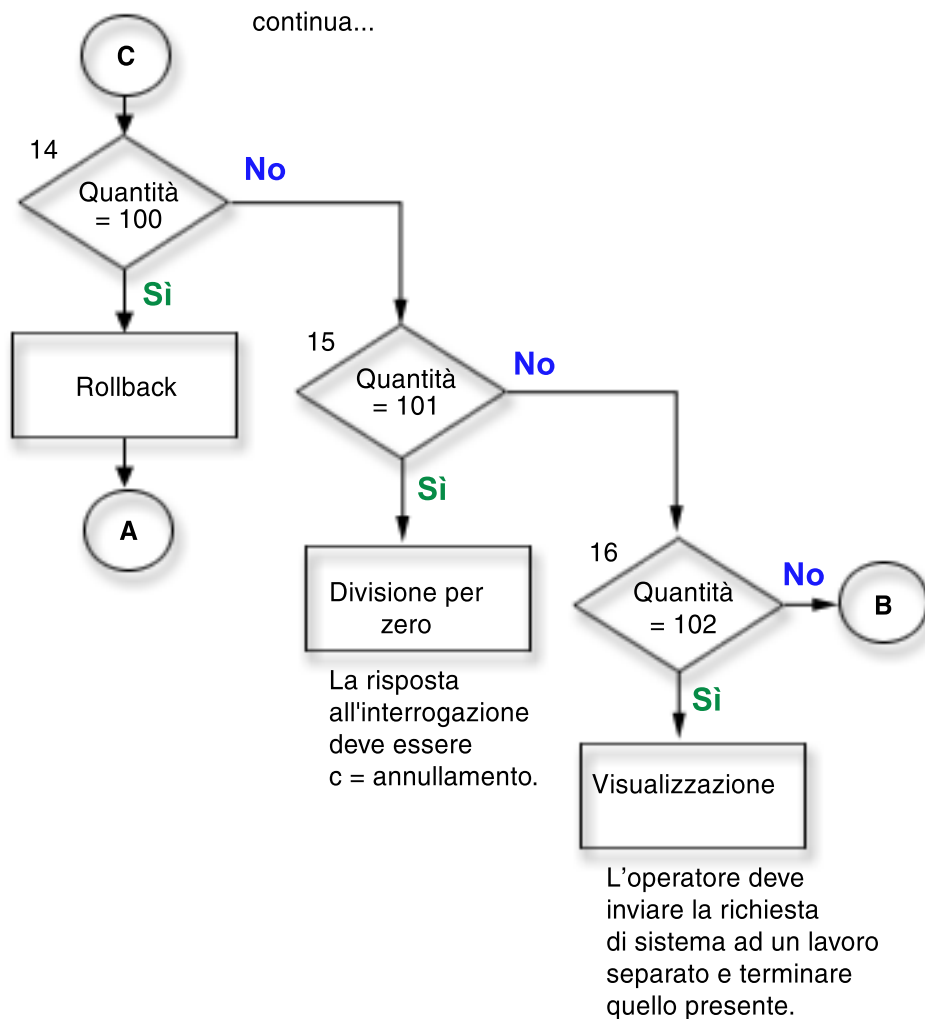 continua...
C
14
Quantità
= 100
No
Sì
Rollback
A
15
Quantità
= 101
No
Sì
Divisione per
zero
La risposta
all'interrogazione
deve essere
c = annullamento.
16
Quantità
= 102
No
B
Sì
Visualizzazione
L'operatore deve
inviare la richiesta
di sistema ad un lavoro
separato e terminare
quello presente.